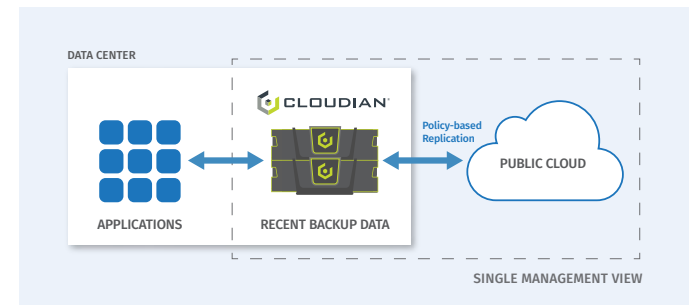 DATA CENTER
CLOUDIAN®
Policy-based
Replication
PUBLIC CLOUD
APPLICATIONS
RECENT BACKUP DATA
SINGLE MANAGEMENT VIEW